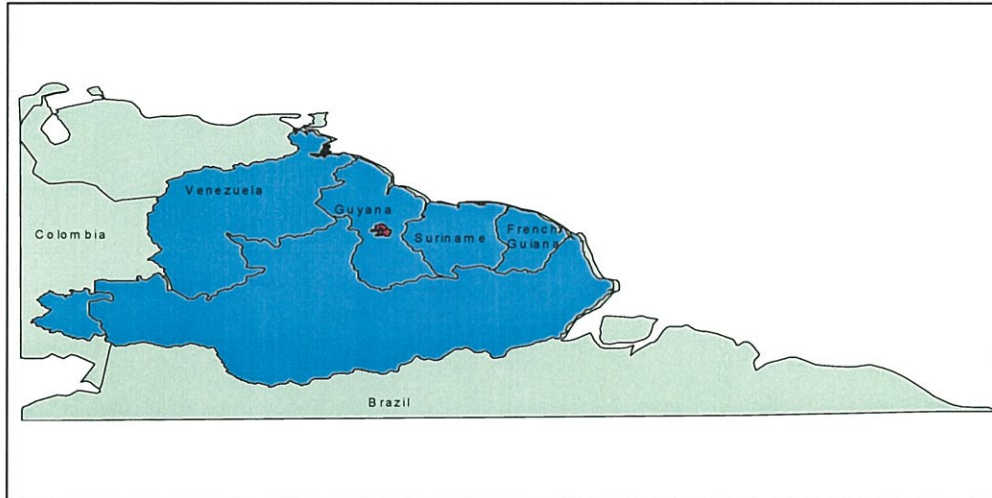 Venezuela
Guyana
Colombia
Suriname
French
Guiana
Brazil